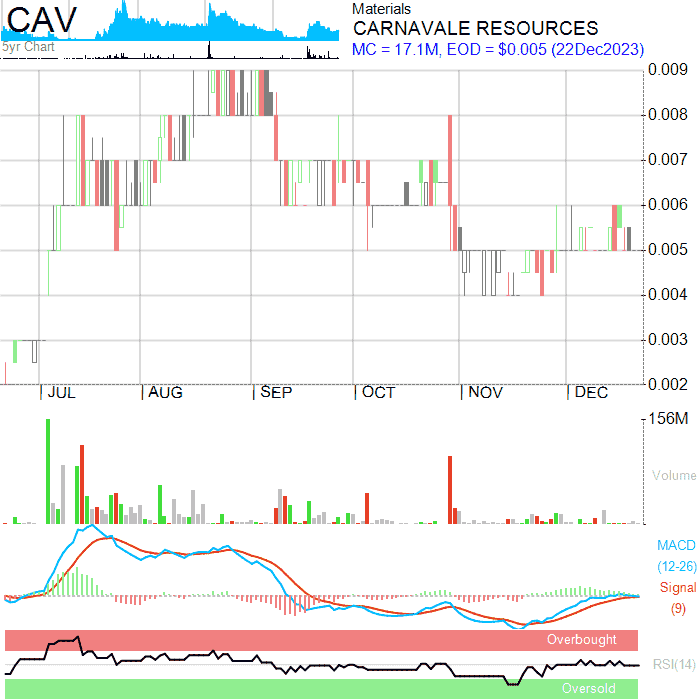 CAV
5yr Chart
Materials
CARNAVALE RESOURCES
MC = 17.1M, EOD = $0.005 (22Dec2023)
0.009
0.008
0.007
0.006
0.005
0.004
0.003
0.002
JUL AUG SEP OCT NOV DEC
156M
Volume
MACD
(12-26)
Signal
(9)
Overbought
RSI(14)
Oversold